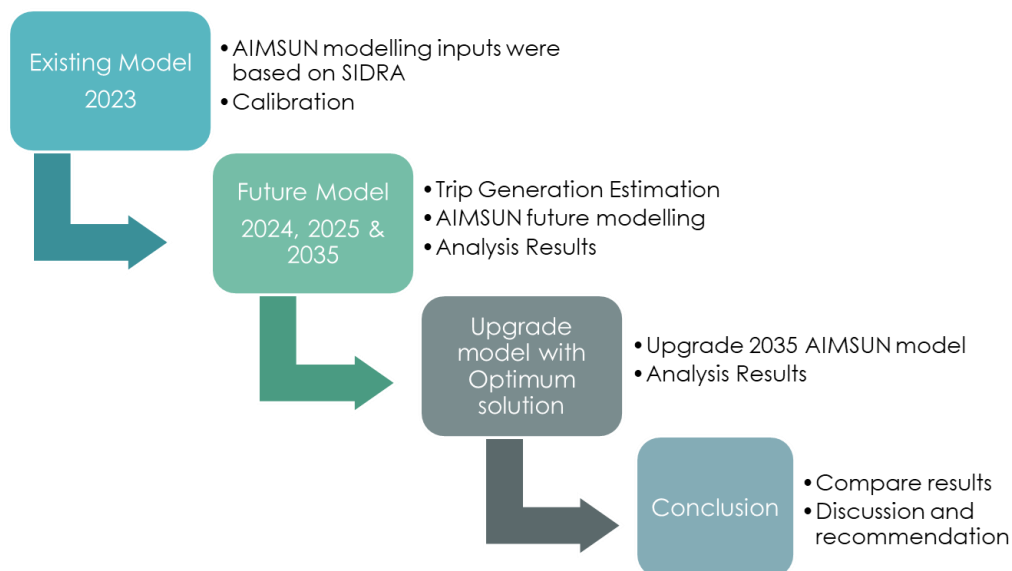 Existing Model
2023
•AIMSUN modelling inputs were
based on SIDRA
•Calibration
Future Model
2024, 2025 &
2035
•Trip Generation Estimation
•AIMSUN future modelling
•Analysis Results
Upgrade
model with
Optimum
solution
•Upgrade 2035 AIMSUN model
•Analysis Results
Conclusion
•Compare results
•Discussion and
recommendation